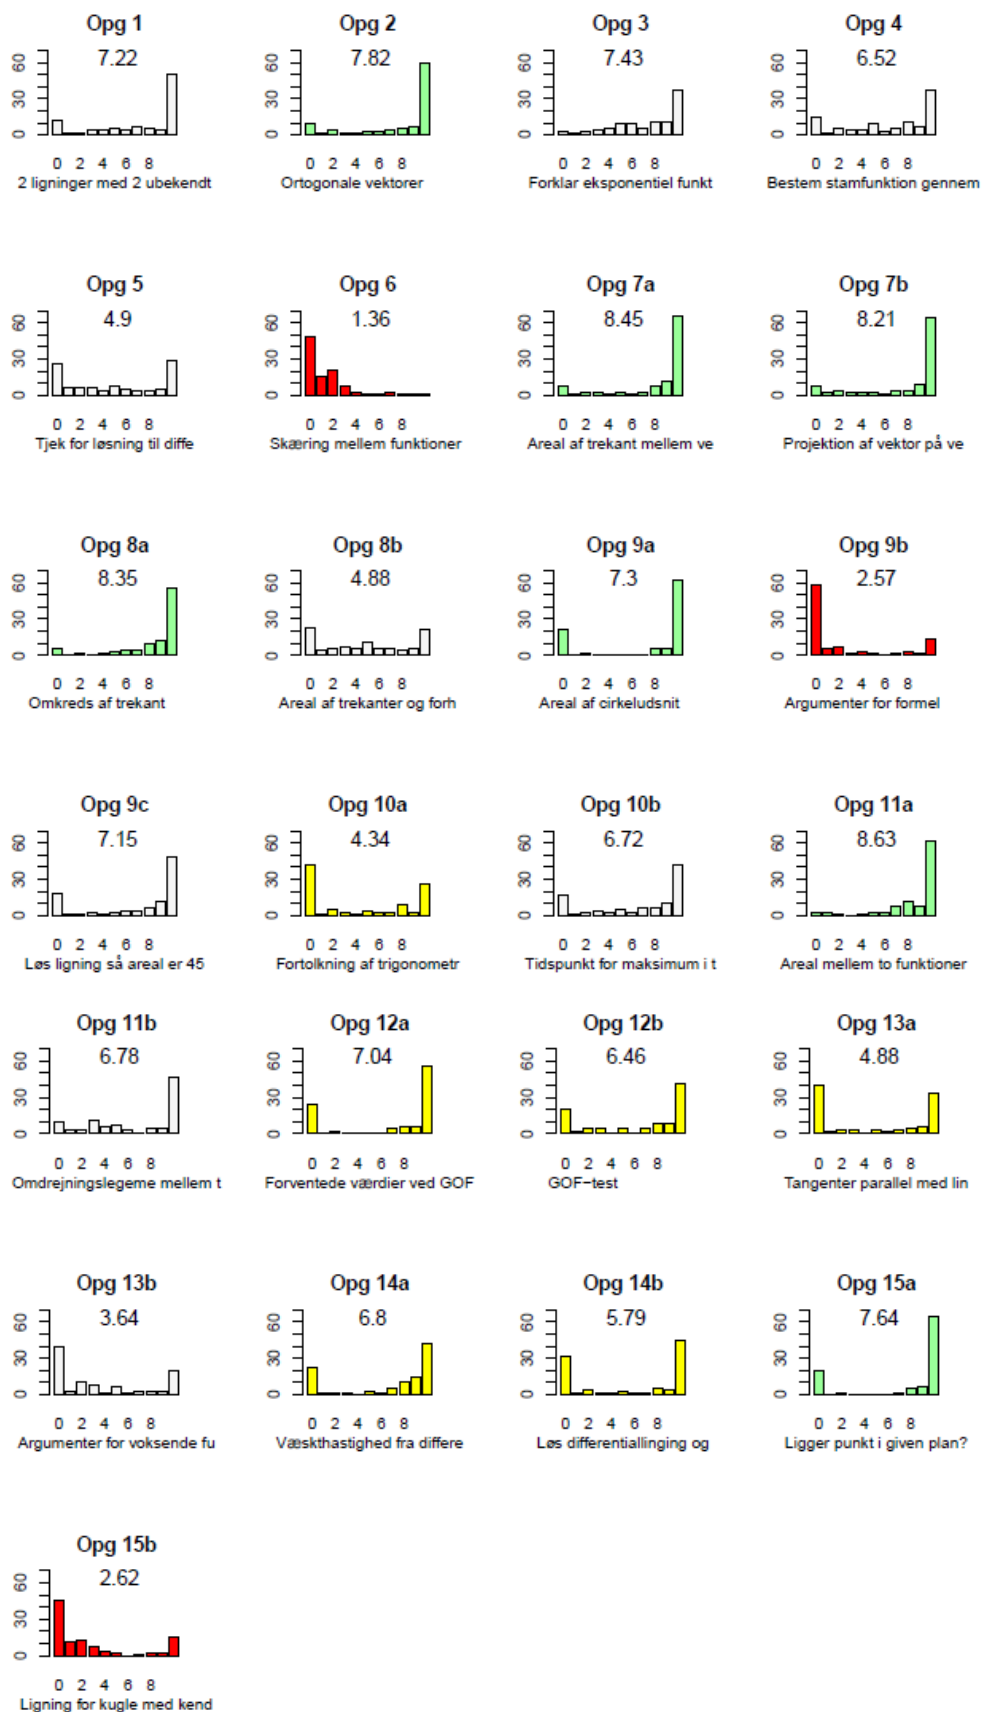 Opg 1 Opg 2 Opg 3 Opg 4
7.22 7.82 7.43 6.52
0 30 60 0 30 60 0 30 60 0 30 60
0 2 4 6 8 0 2 4 6 8 0 2 4 6 8 0 2 4 6 8
2 ligninger med 2 ubekendt Ortogonale vektorer Forklar eksponentiel funkt Bestem stamfunktion gennem
Opg 5 Opg 6 Opg 7a Opg 7b
4.9 1.36 8.45 8.21
0 30 60 0 30 60 0 30 60 0 30 60
0 2 4 6 8 0 2 4 6 8 0 2 4 6 8 0 2 4 6 8
Tjek for løsning til diffe Skæring mellem funktioner Areal af trekant mellem ve Projektion af vektor på ve
Opg 8a Opg 8b Opg 9a Opg 9b
8.35 4.88 7.3 2.57
0 30 60 0 30 60 0 30 60 0 30 60
0 2 4 6 8 0 2 4 6 8 0 2 4 6 8 0 2 4 6 8
Omkreds af trekant Areal af trekanter og forh Areal af cirkeludsnit Argumenter for formel
Opg 9c Opg 10a Opg 10b Opg 11a
7.15 4.34 6.72 8.63
0 30 60 0 30 60 0 30 60 0 30 60
0 2 4 6 8 0 2 4 6 8 0 2 4 6 8 0 2 4 6 8
Løs ligning så areal er 45 Fortolkning af trigonometr Tidspunkt for maksimum i t Areal mellem to funktioner
Opg 11b Opg 12a Opg 12b Opg 13a
6.78 7.04 6.46 4.88
0 30 60 0 30 60 0 30 60 0 30 60
0 2 4 6 8 0 2 4 6 8 0 2 4 6 8 0 2 4 6 8
Omdrejningslegeme mellem t Forventede værdier ved GOF GOF−test Tangenter parallel med lin
Opg 13b Opg 14a Opg 14b Opg 15a
3.64 6.8 5.79 7.64
0 30 60 0 30 60 0 30 60 0 30 60
0 2 4 6 8 0 2 4 6 8 0 2 4 6 8 0 2 4 6 8
Argumenter for voksende fu Væskthastighed fra differe Løs differentiallinging og Ligger punkt i given plan?
Opg 15b
2.62
0 30 60
0 2 4 6 8
Ligning for kugle med kend